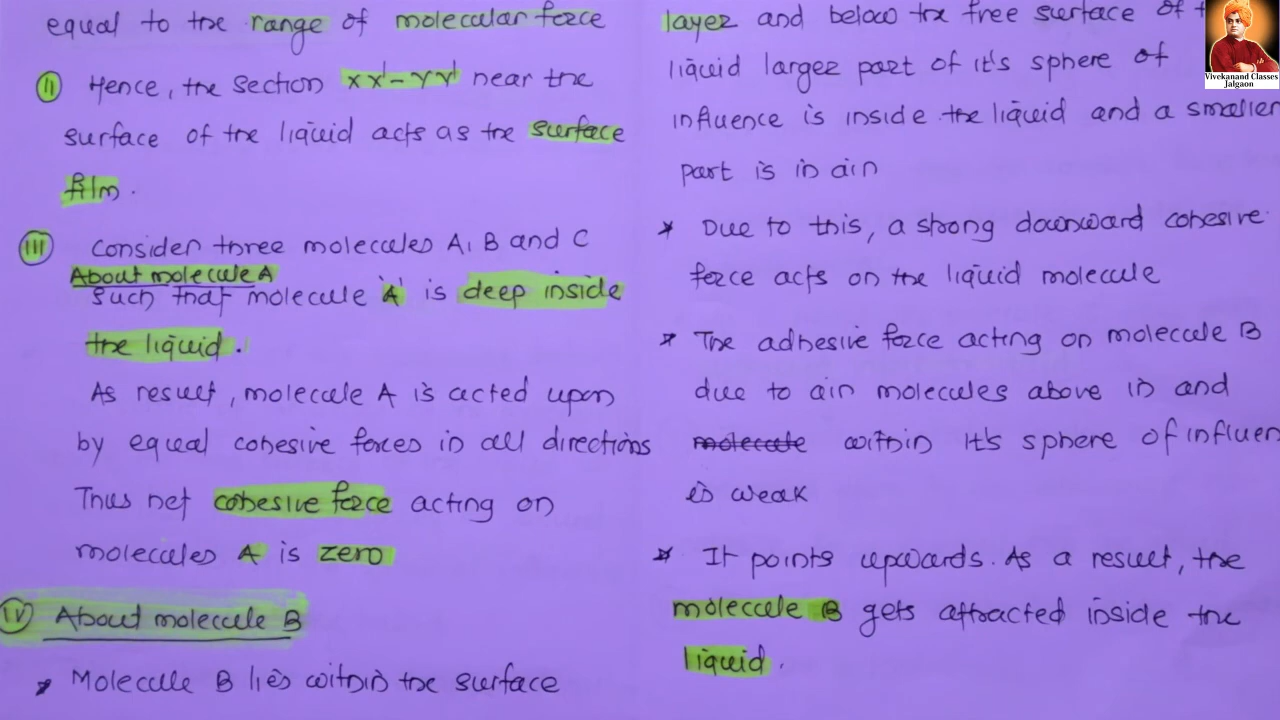 equal to the range of molecular force
II Hence, the section xx'-yy' near the
surface of the liquid acts as the surface
film.
III Consider three molecules A, B and C
About molecule A
such that molecule 'A' is deep inside
the liquid.
As result, molecule A is acted upon
by equal cohesive forces in all directions
Thus net cohesive force acting on
molecules A is zero
IV About molecule B
* Molecule B lies within the surface
layer and below the free surface of t
liquid larger part of it's sphere of
influence is inside the liquid and a smaller
part is in air
* Due to this, a strong downward cohesive
force acts on the liquid molecule
* The adhesive force acting on molecule B
due to air molecules above in and
molecule within it's sphere of influen
is weak
* It points upwards. As a result, the
molecule B gets attracted inside the
liquid.
Vivekanand Classes
Jalgaon